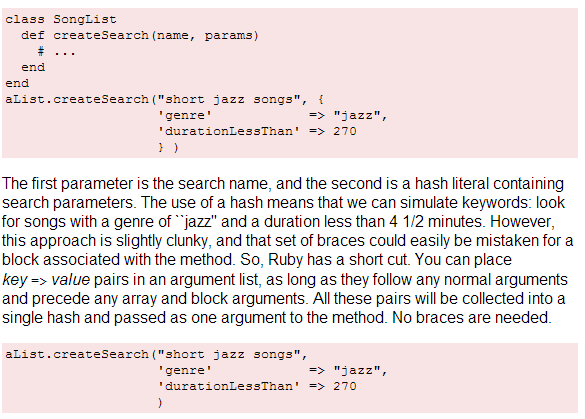 class SongList
  def createSearch(name, params)
    # ...
  end
end
aList.createSearch("short jazz songs", {
                   'genre'            => "jazz",
                   'durationLessThan' => 270
                   } )
The first parameter is the search name, and the second is a hash literal containing
search parameters. The use of a hash means that we can simulate keywords: look
for songs with a genre of ``jazz'' and a duration less than 4 1/2 minutes. However,
this approach is slightly clunky, and that set of braces could easily be mistaken for a
block associated with the method. So, Ruby has a short cut. You can place
key => value pairs in an argument list, as long as they follow any normal arguments
and precede any array and block arguments. All these pairs will be collected into a
single hash and passed as one argument to the method. No braces are needed.
aList.createSearch("short jazz songs",
                   'genre'            => "jazz",
                   'durationLessThan' => 270
                   )